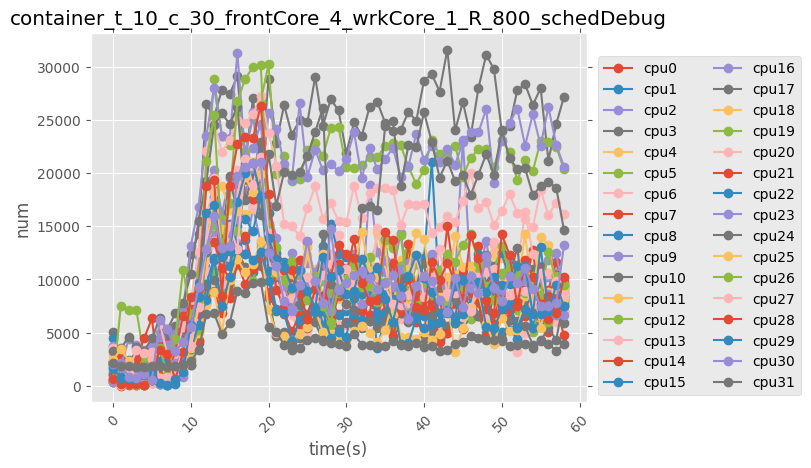 container_t_10_c_30_frontCore_4_wrkCore_1_R_800_schedDebug
num
30000
25000
20000
15000
10000
5000
0
0
10
20
30
40
50
60
time(s)
cpu0
cpu1
cpu2
cpu3
cpu4
cpu5
cpu6
cpu7
cpu8
cpu9
cpu10
cpu11
cpu12
cpu13
cpu14
cpu15
cpu16
cpu17
cpu18
cpu19
cpu20
cpu21
cpu22
cpu23
cpu24
cpu25
cpu26
cpu27
cpu28
cpu29
cpu30
cpu31